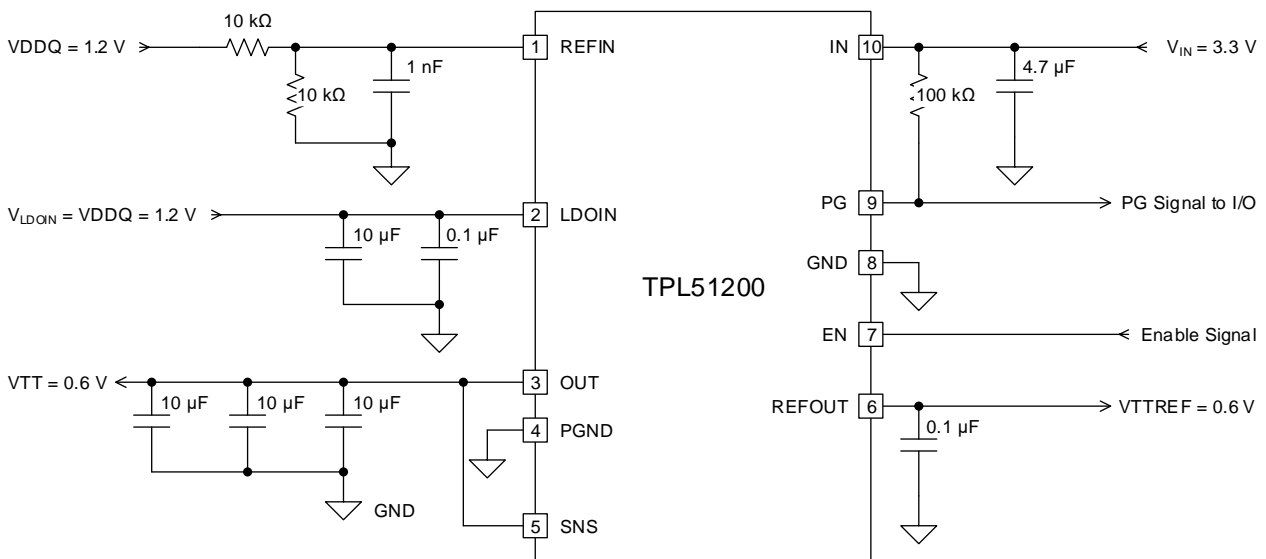 10 kΩ
VDDQ = 1.2 V
1
REFIN
1 nF
10 kΩ
V_LDOIN = VDDQ = 1.2 V
2
LDOIN
10 µF
0.1 µF
VTT = 0.6 V
3
OUT
10 µF
10 µF
10 µF
4
PGND
GND
5
SNS
TPL51200
IN
10
V_IN = 3.3 V
4.7 µF
100 kΩ
PG
9
PG Signal to I/O
GND
8
EN
7
Enable Signal
REFOUT
6
VTTREF = 0.6 V
0.1 µF